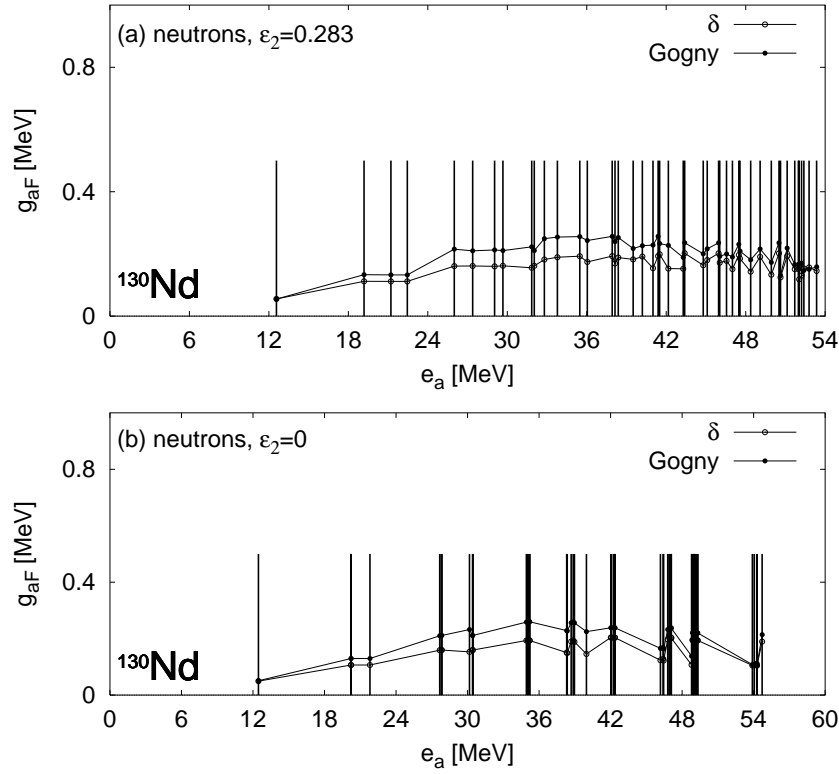 (a) neutrons, ε₂=0.283
δ
Gogny
0.8
0.4
0
g_aF [MeV]
¹³⁰Nd
0 6 12 18 24 30 36 42 48 54
e_a [MeV]
(b) neutrons, ε₂=0
δ
Gogny
0.8
0.4
0
g_aF [MeV]
¹³⁰Nd
0 6 12 18 24 30 36 42 48 54 60
e_a [MeV]